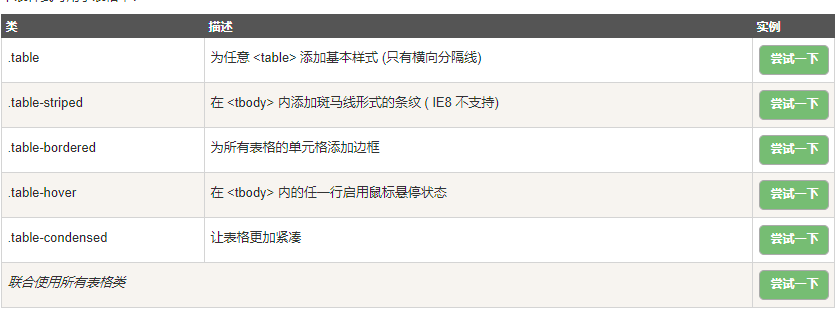 类 描述 实例
.table 为任意 <table> 添加基本样式 (只有横向分隔线) 尝试一下
.table-striped 在 <tbody> 内添加斑马线形式的条纹 ( IE8 不支持) 尝试一下
.table-bordered 为所有表格的单元格添加边框 尝试一下
.table-hover 在 <tbody> 内的任一行启用鼠标悬停状态 尝试一下
.table-condensed 让表格更加紧凑 尝试一下
联合使用所有表格类 尝试一下